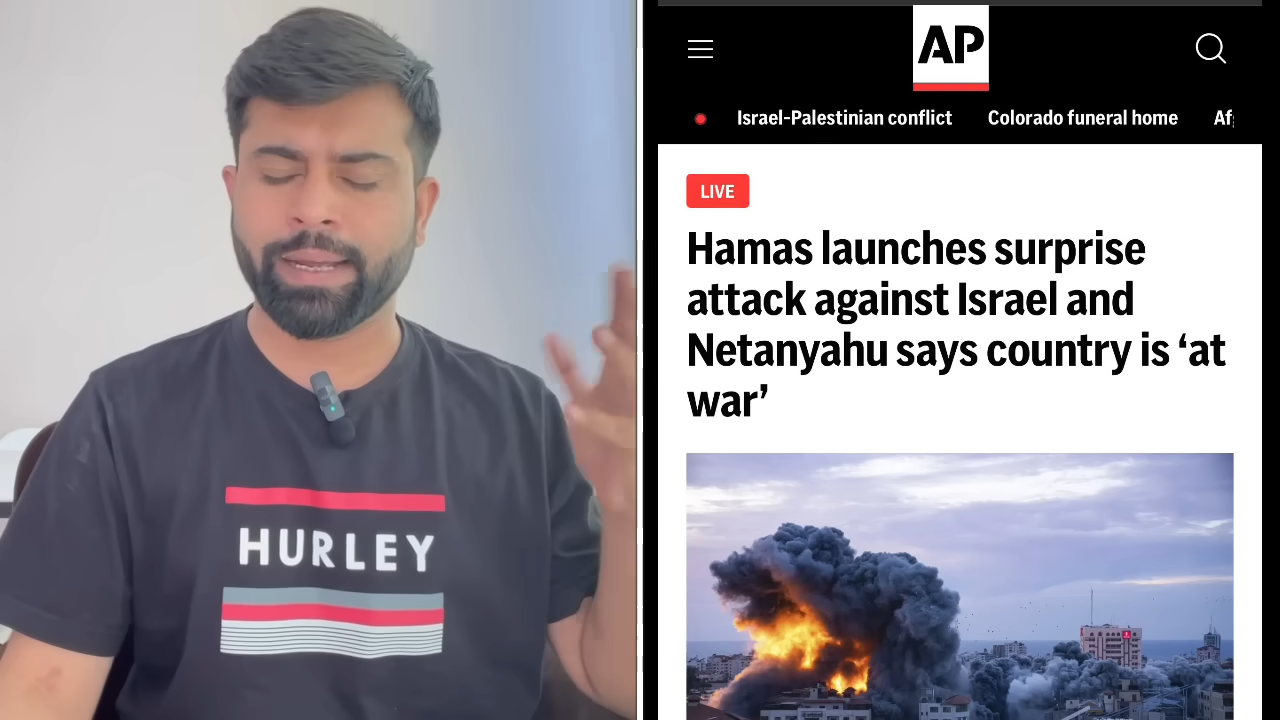 HURLEY
AP
Israel-Palestinian conflict
Colorado funeral home
LIVE
Hamas launches surprise
attack against Israel and
Netanyahu says country is ‘at
war’